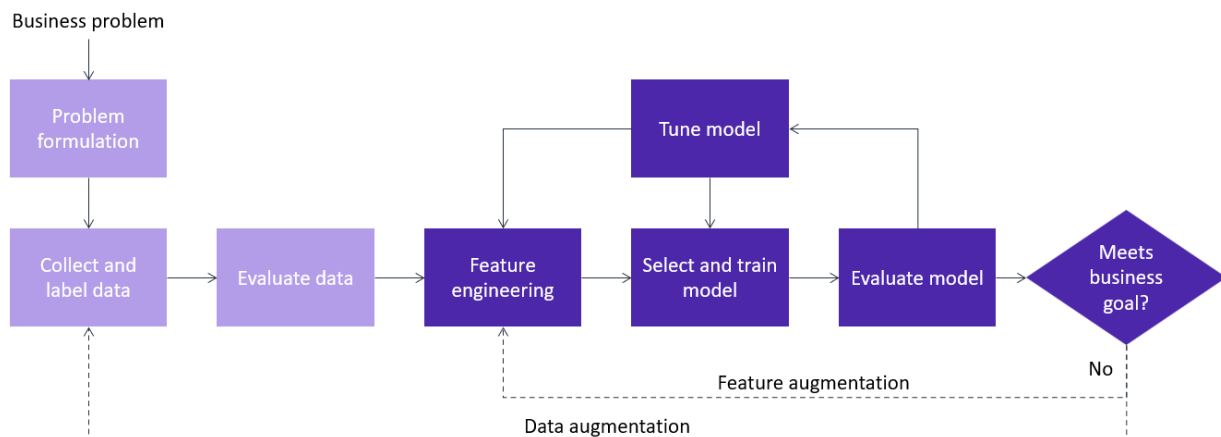 Business problem
Problem
formulation
Tune model
Collect and
label data
Evaluate data
Feature
engineering
Select and train
model
Evaluate model
Meets
business
goal?
No
Feature augmentation
Data augmentation